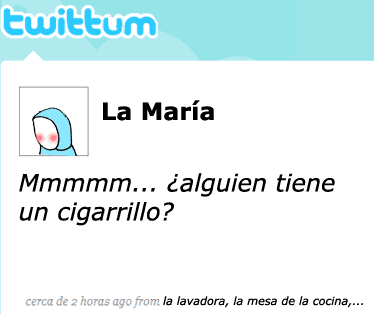 twittum
La María
Mmmmm... ¿alguien tiene
un cigarrillo?
cerca de 2 horas ago from la lavadora, la mesa de la cocina,...